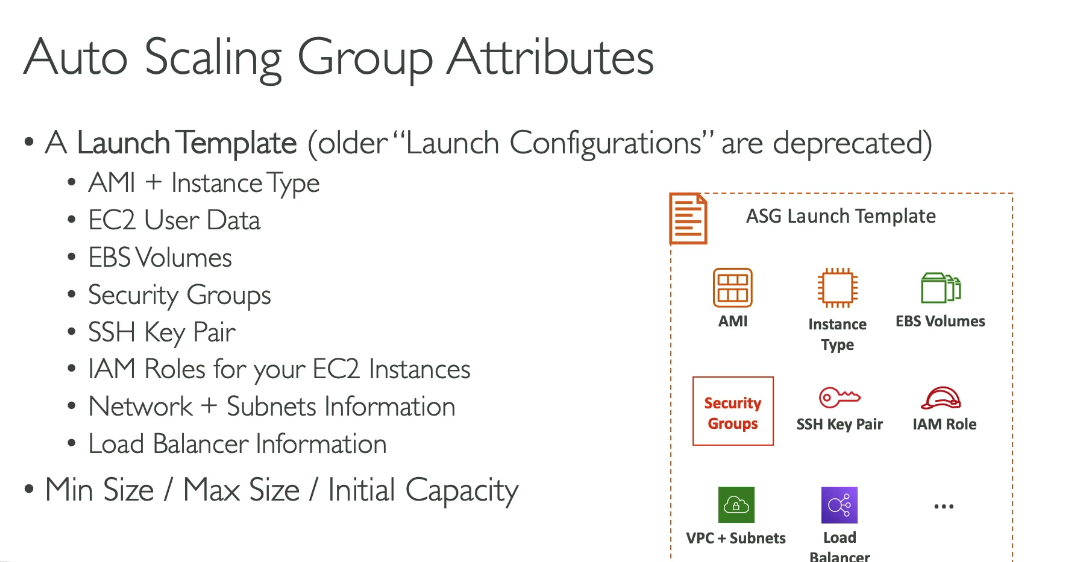 Auto Scaling Group Attributes
• A Launch Template (older “Launch Configurations” are deprecated)
• AMI + Instance Type
• EC2 User Data
• EBS Volumes
• Security Groups
• SSH Key Pair
• IAM Roles for your EC2 Instances
• Network + Subnets Information
• Load Balancer Information
• Min Size / Max Size / Initial Capacity
ASG Launch Template
AMI
Instance
Type
EBS Volumes
Security
Groups
SSH Key Pair
IAM Role
VPC + Subnets
Load
Balancer
...